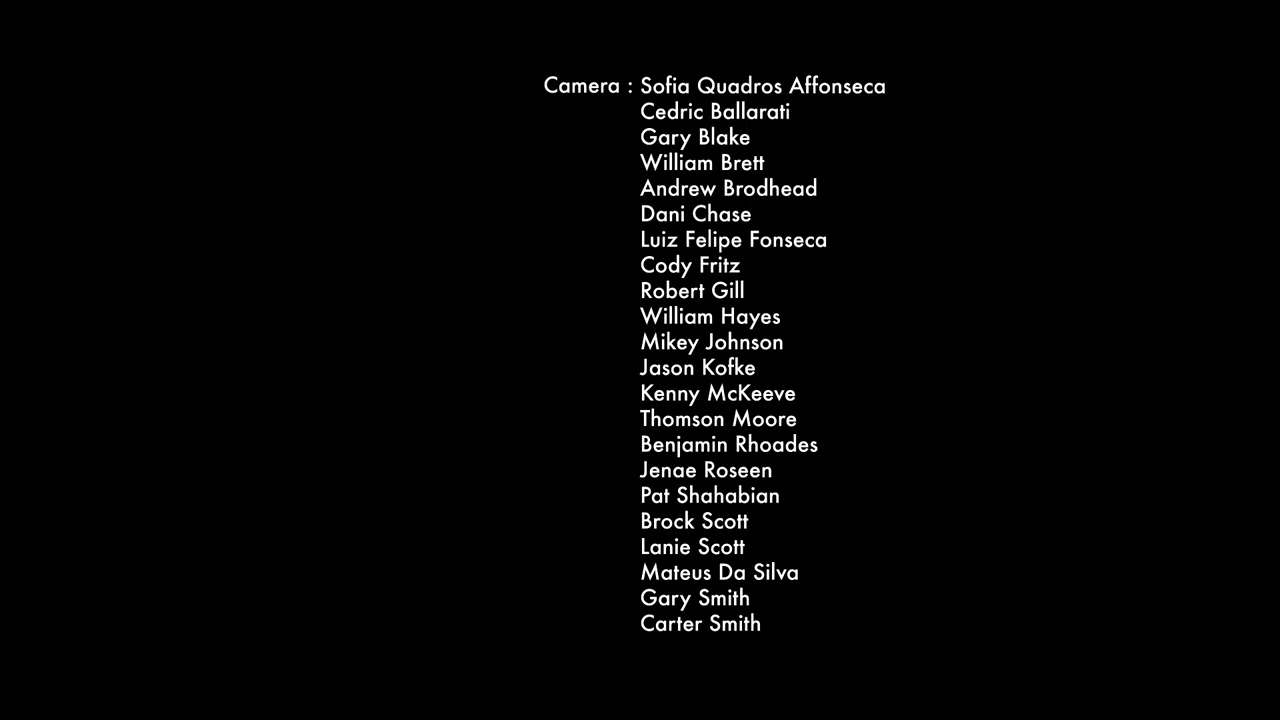 Camera : Sofia Quadros Affonseca
Cedric Ballarati
Gary Blake
William Brett
Andrew Brodhead
Dani Chase
Luiz Felipe Fonseca
Cody Fritz
Robert Gill
William Hayes
Mikey Johnson
Jason Kofke
Kenny McKeeve
Thomson Moore
Benjamin Rhoades
Jenae Roseen
Pat Shahabian
Brock Scott
Lanie Scott
Mateus Da Silva
Gary Smith
Carter Smith